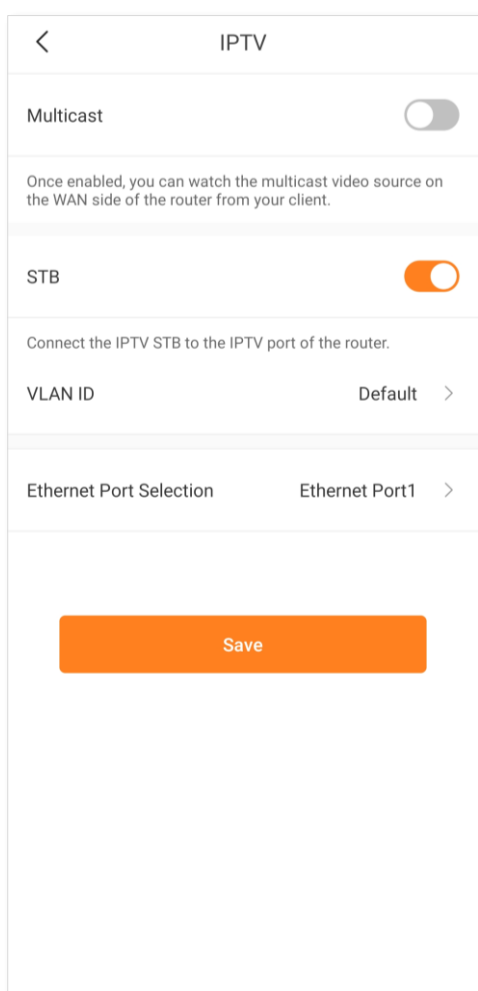 IPTV
Multicast
Once enabled, you can watch the multicast video source on
the WAN side of the router from your client.
STB
Connect the IPTV STB to the IPTV port of the router.
VLAN ID Default
Ethernet Port Selection Ethernet Port1
Save